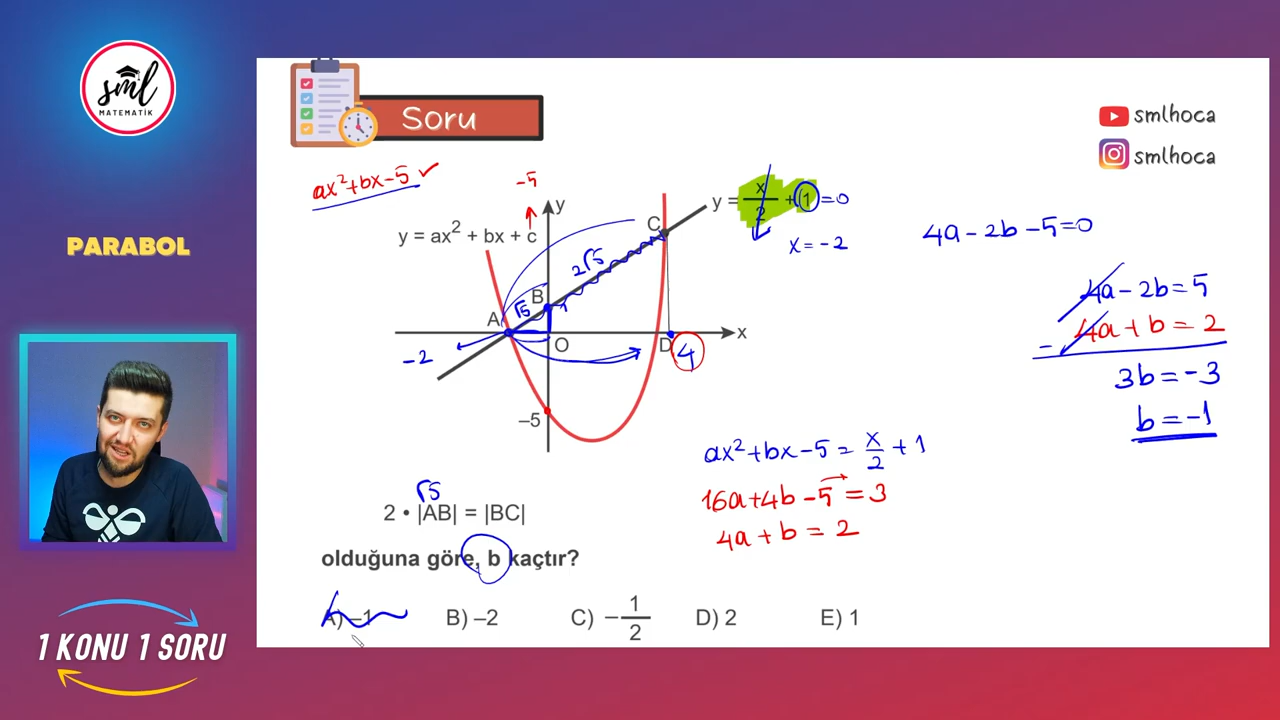 sml
MATEMATİK
PARABOL
1 KONU 1 SORU
Soru
smlhoca
smlhoca
ax²+bx-5 ✓
-5
y
y = ax² + bx + c
y = x/2 + 1 = 0
x = -2
C
2√5
B
√5
1
A
-2
O
D
4
x
-5
4a - 2b - 5 = 0
4a - 2b = 5
- 4a + b = 2
3b = -3
b = -1
ax² + bx - 5 = x/2 + 1
16a + 4b - 5 = 3
4a + b = 2
√5
2 • |AB| = |BC|
olduğuna göre, b kaçtır?
A) –1 B) –2 C) –1/2 D) 2 E) 1